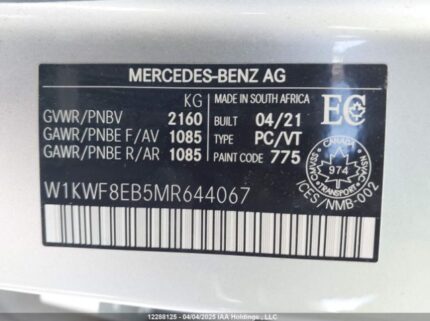 MERCEDES-BENZ AG
KG
MADE IN SOUTH AFRICA
GVWR/PNBV 2160
BUILT 04/21
GAWR/PNBE F/AV 1085
TYPE PC/VT
GAWR/PNBE R/AR 1085
PAINT CODE 775
EC
CANADA
974
TRANSPORT
ICES/NMB-002
W1KWF8EB5MR644067
12288125 - 04/04/2025 IAA Holdings, LLC